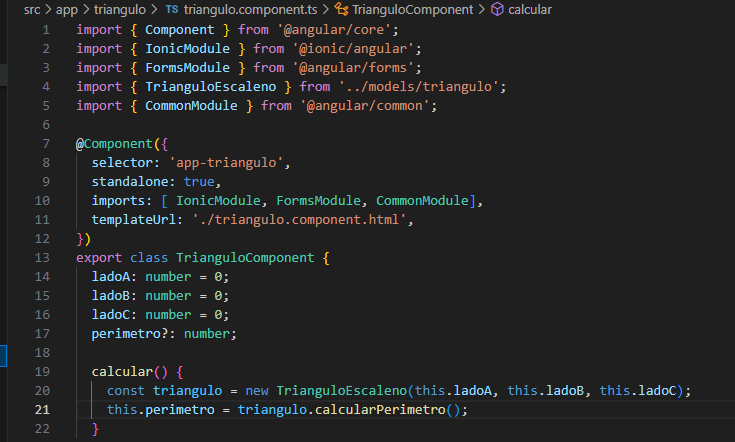 src > app > triangulo > TS triangulo.component.ts > TrianguloComponent > calcular
1 import { Component } from '@angular/core';
2 import { IonicModule } from '@ionic/angular';
3 import { FormsModule } from '@angular/forms';
4 import { TrianguloEscaleno } from '../models/triangulo';
5 import { CommonModule } from '@angular/common';
6
7 @Component({
8   selector: 'app-triangulo',
9   standalone: true,
10   imports: [ IonicModule, FormsModule, CommonModule],
11   templateUrl: './triangulo.component.html',
12 })
13 export class TrianguloComponent {
14   ladoA: number = 0;
15   ladoB: number = 0;
16   ladoC: number = 0;
17   perimetro?: number;
18
19   calcular() {
20     const triangulo = new TrianguloEscaleno(this.ladoA, this.ladoB, this.ladoC);
21     this.perimetro = triangulo.calcularPerimetro();
22   }